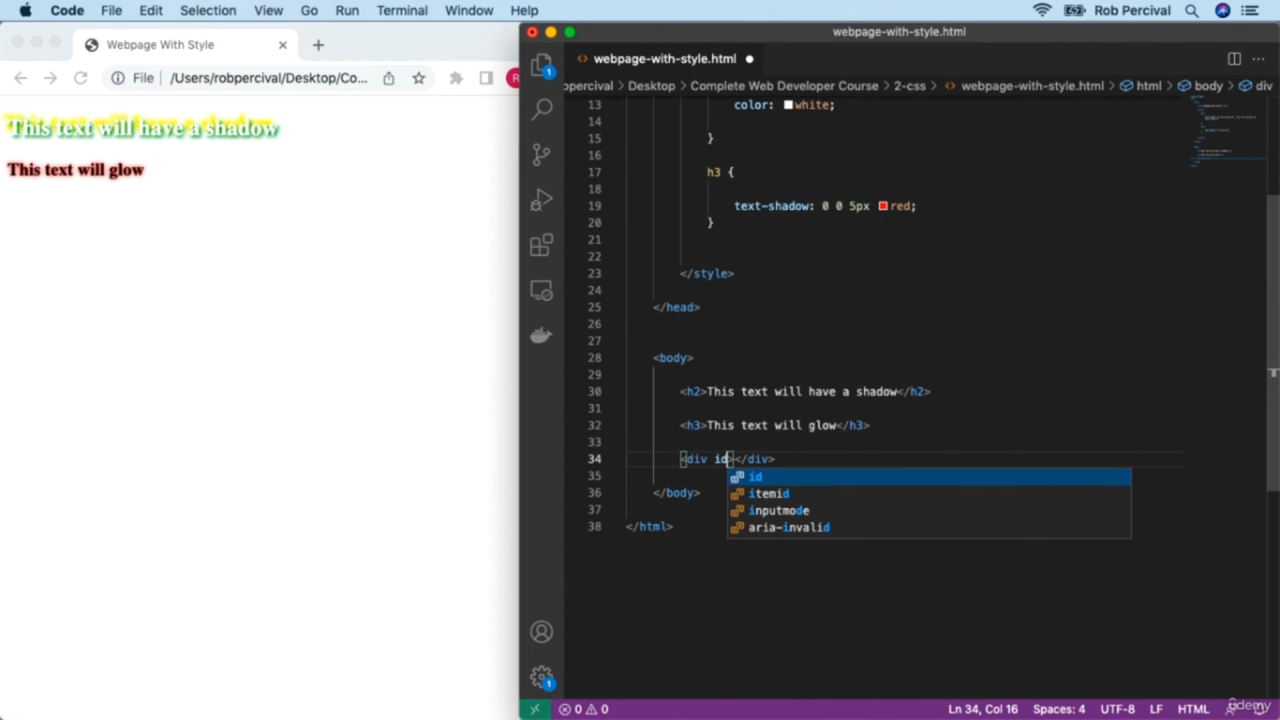 Code File Edit Selection View Go Run Terminal Window Help Rob Percival
Webpage With Style
File /Users/robpercival/Desktop/Co... R
This text will have a shadow
This text will glow
webpage-with-style.html
webpage-with-style.html
opercival > Desktop > Complete Web Developer Course > 2-css > webpage-with-style.html > html > body > div
13 color: white;
14
15 }
16
17 h3 {
18
19 text-shadow: 0 0 5px red;
20 }
21
22
23 </style>
24
25 </head>
26
27
28 <body>
29
30 <h2>This text will have a shadow</h2>
31
32 <h3>This text will glow</h3>
33
34 <div id></div>
35
36 </body>
37
38 </html>
id
itemid
inputmode
aria-invalid
1
1
0 0 Ln 34, Col 16 Spaces: 4 UTF-8 LF HTML
udemy